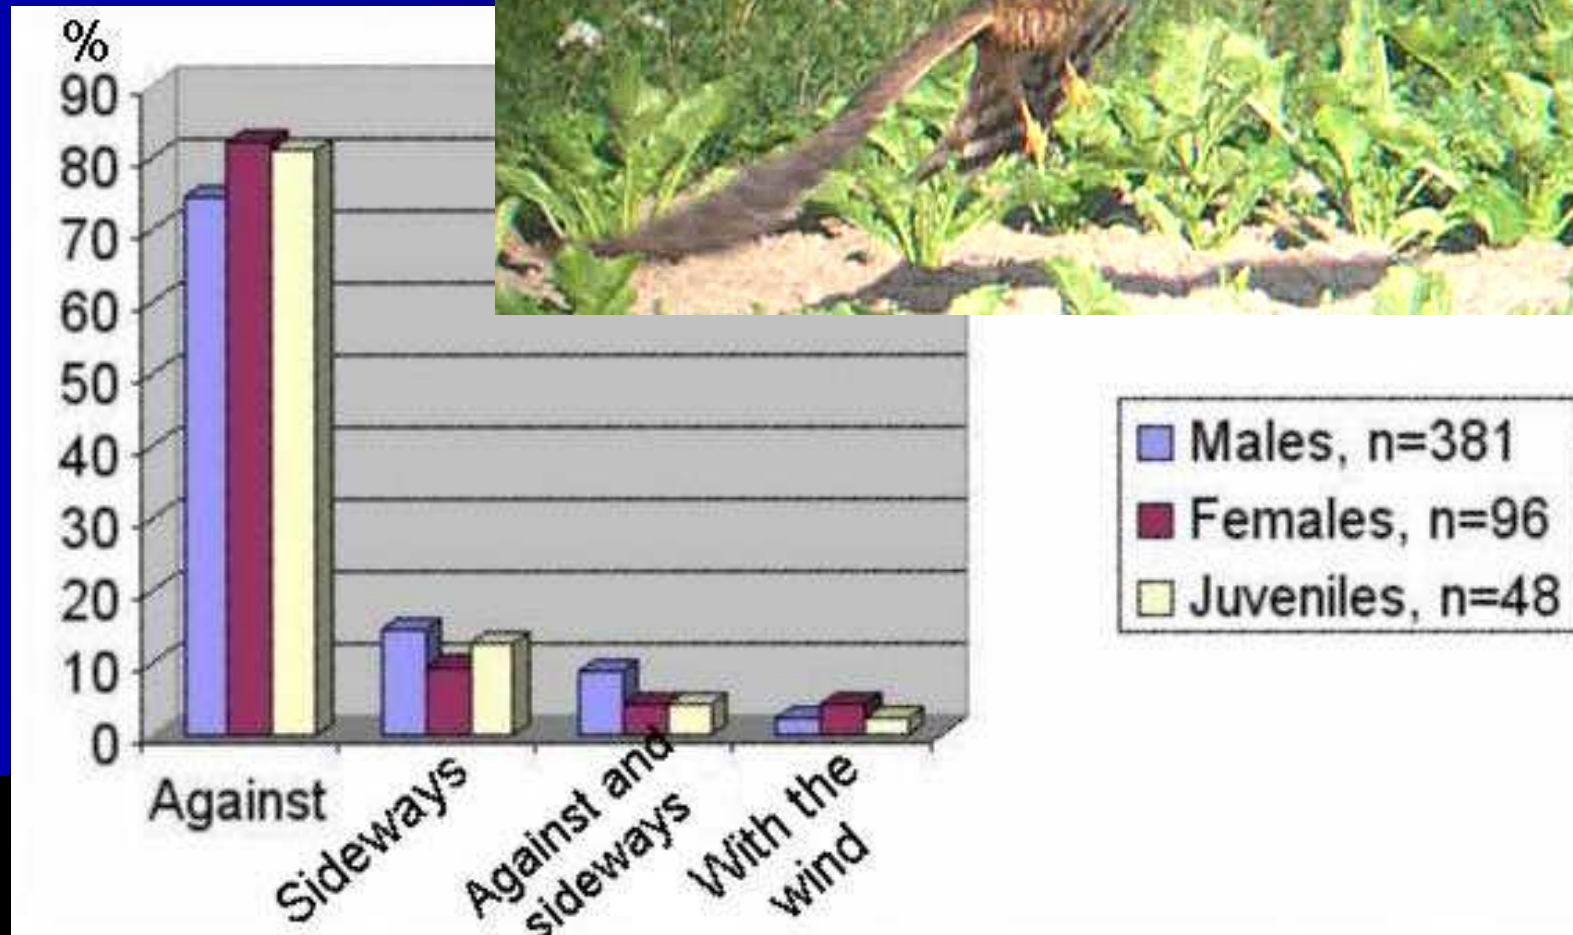 %
90
80
70
60
50
40
30
20
10
0
Against
Sideways
Against and
sideways
With the
wind
Males, n=381
Females, n=96
Juveniles, n=48